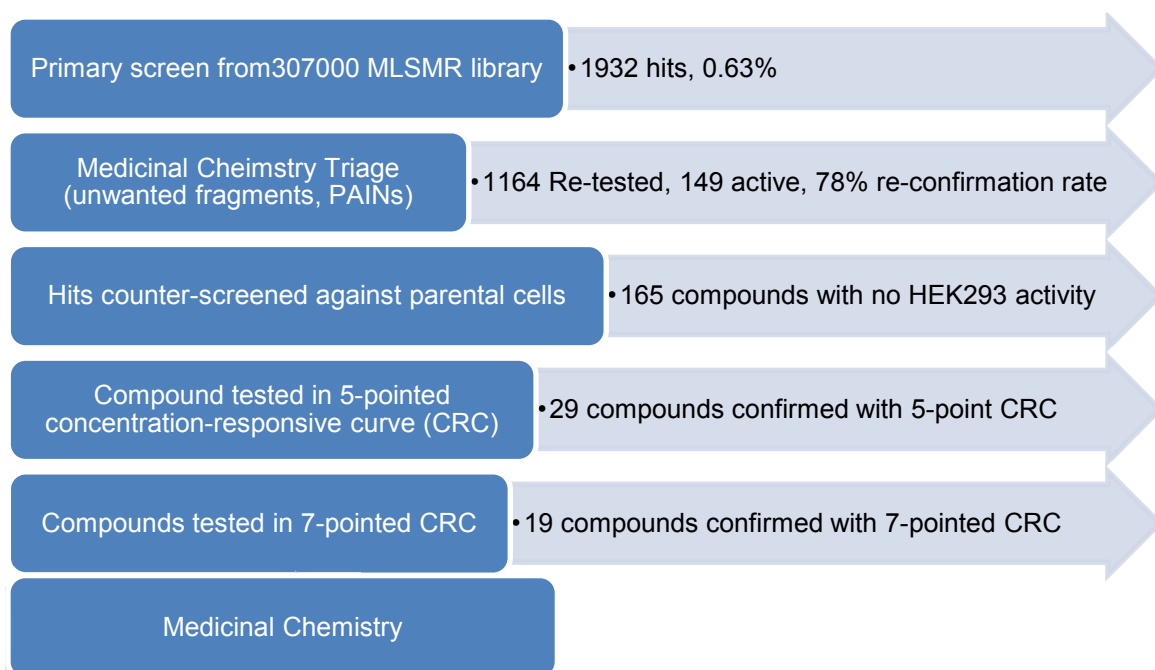 Primary screen from307000 MLSMR library
•1932 hits, 0.63%
Medicinal Cheimstry Triage
(unwanted fragments, PAINs)
•1164 Re-tested, 149 active, 78% re-confirmation rate
Hits counter-screened against parental cells
•165 compounds with no HEK293 activity
Compound tested in 5-pointed
concentration-responsive curve (CRC)
•29 compounds confirmed with 5-point CRC
Compounds tested in 7-pointed CRC
•19 compounds confirmed with 7-pointed CRC
Medicinal Chemistry